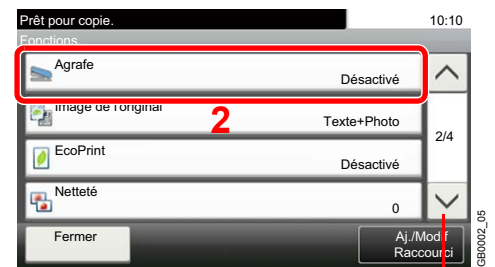 Prêt pour copie. 10:10
Fonctions
Agrafe
Désactivé
Image de l'original
2
Texte+Photo
2/4
EcoPrint
Désactivé
Netteté
0
Fermer
Aj./Modif
Raccourci
GB0002_05